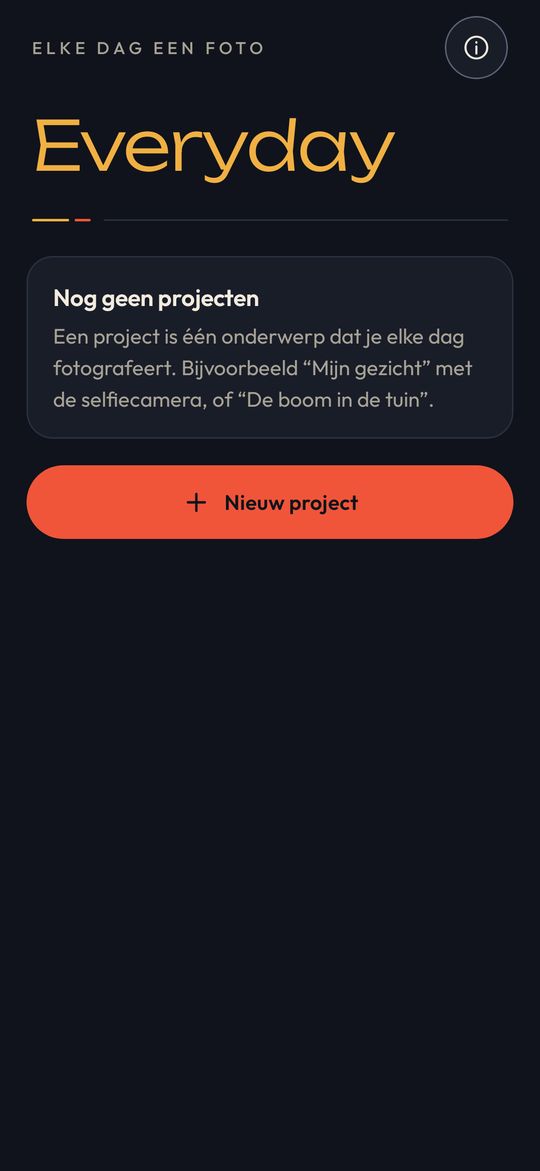 ELKE DAG EEN FOTO
Everyday
Nog geen projecten
Een project is één onderwerp dat je elke dag
fotografeert. Bijvoorbeeld “Mijn gezicht” met
de selfiecamera, of “De boom in de tuin”.
Nieuw project